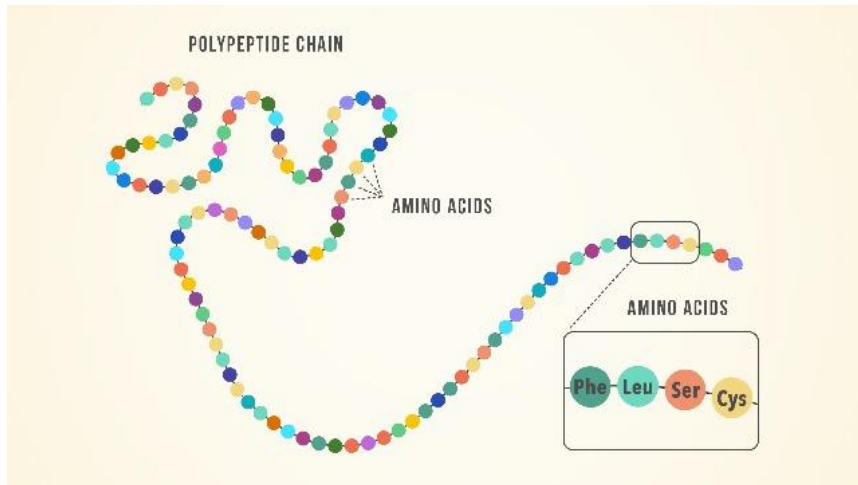 POLYPEPTIDE CHAIN
AMINO ACIDS
AMINO ACIDS
Phe Leu Ser Cys